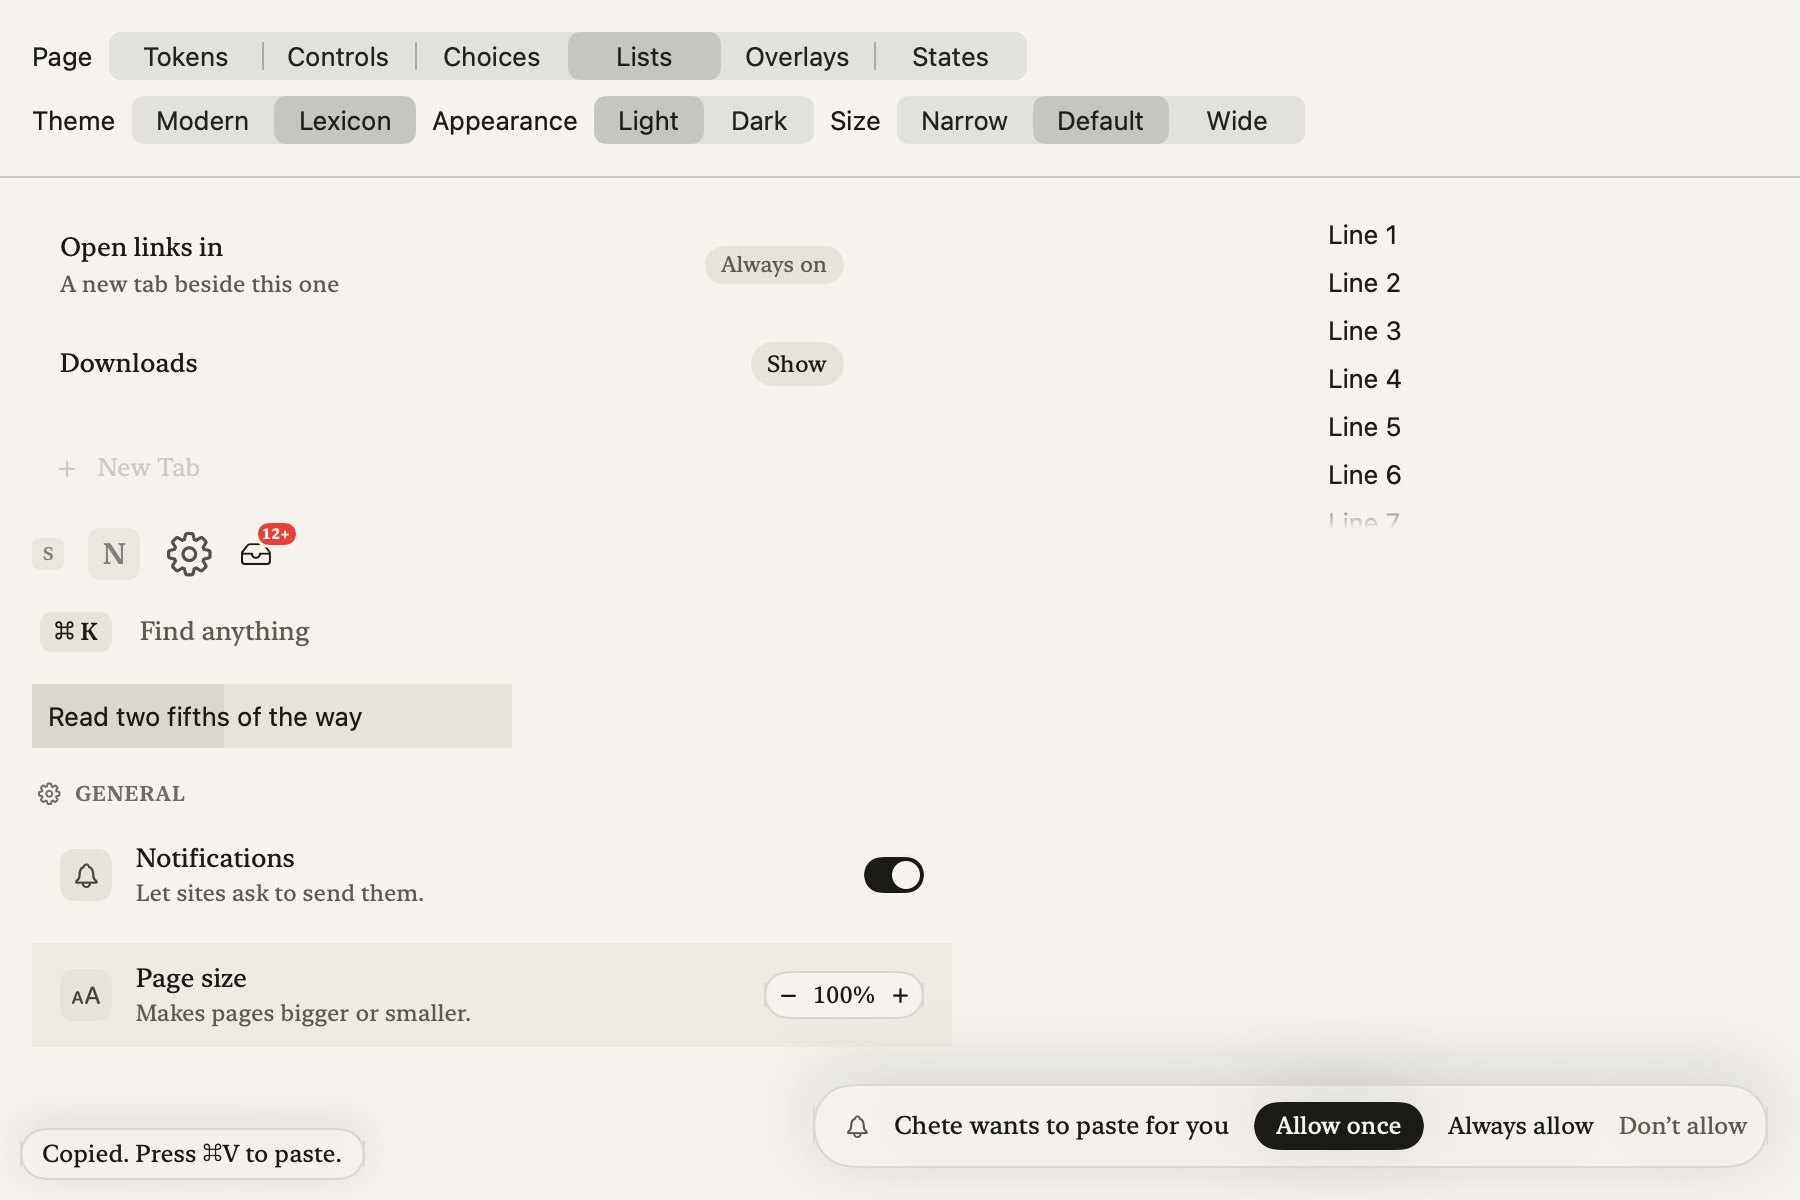 Page Tokens Controls Choices Lists Overlays States
Theme Modern Lexicon Appearance Light Dark Size Narrow Default Wide
Open links in
A new tab beside this one
Always on
Downloads
Show
+ New Tab
S N 12+
⌘ K Find anything
Read two fifths of the way
GENERAL
Notifications
Let sites ask to send them.
AA
Page size
Makes pages bigger or smaller.
− 100% +
Line 1
Line 2
Line 3
Line 4
Line 5
Line 6
Line 7
Copied. Press ⌘V to paste.
Chete wants to paste for you Allow once Always allow Don’t allow